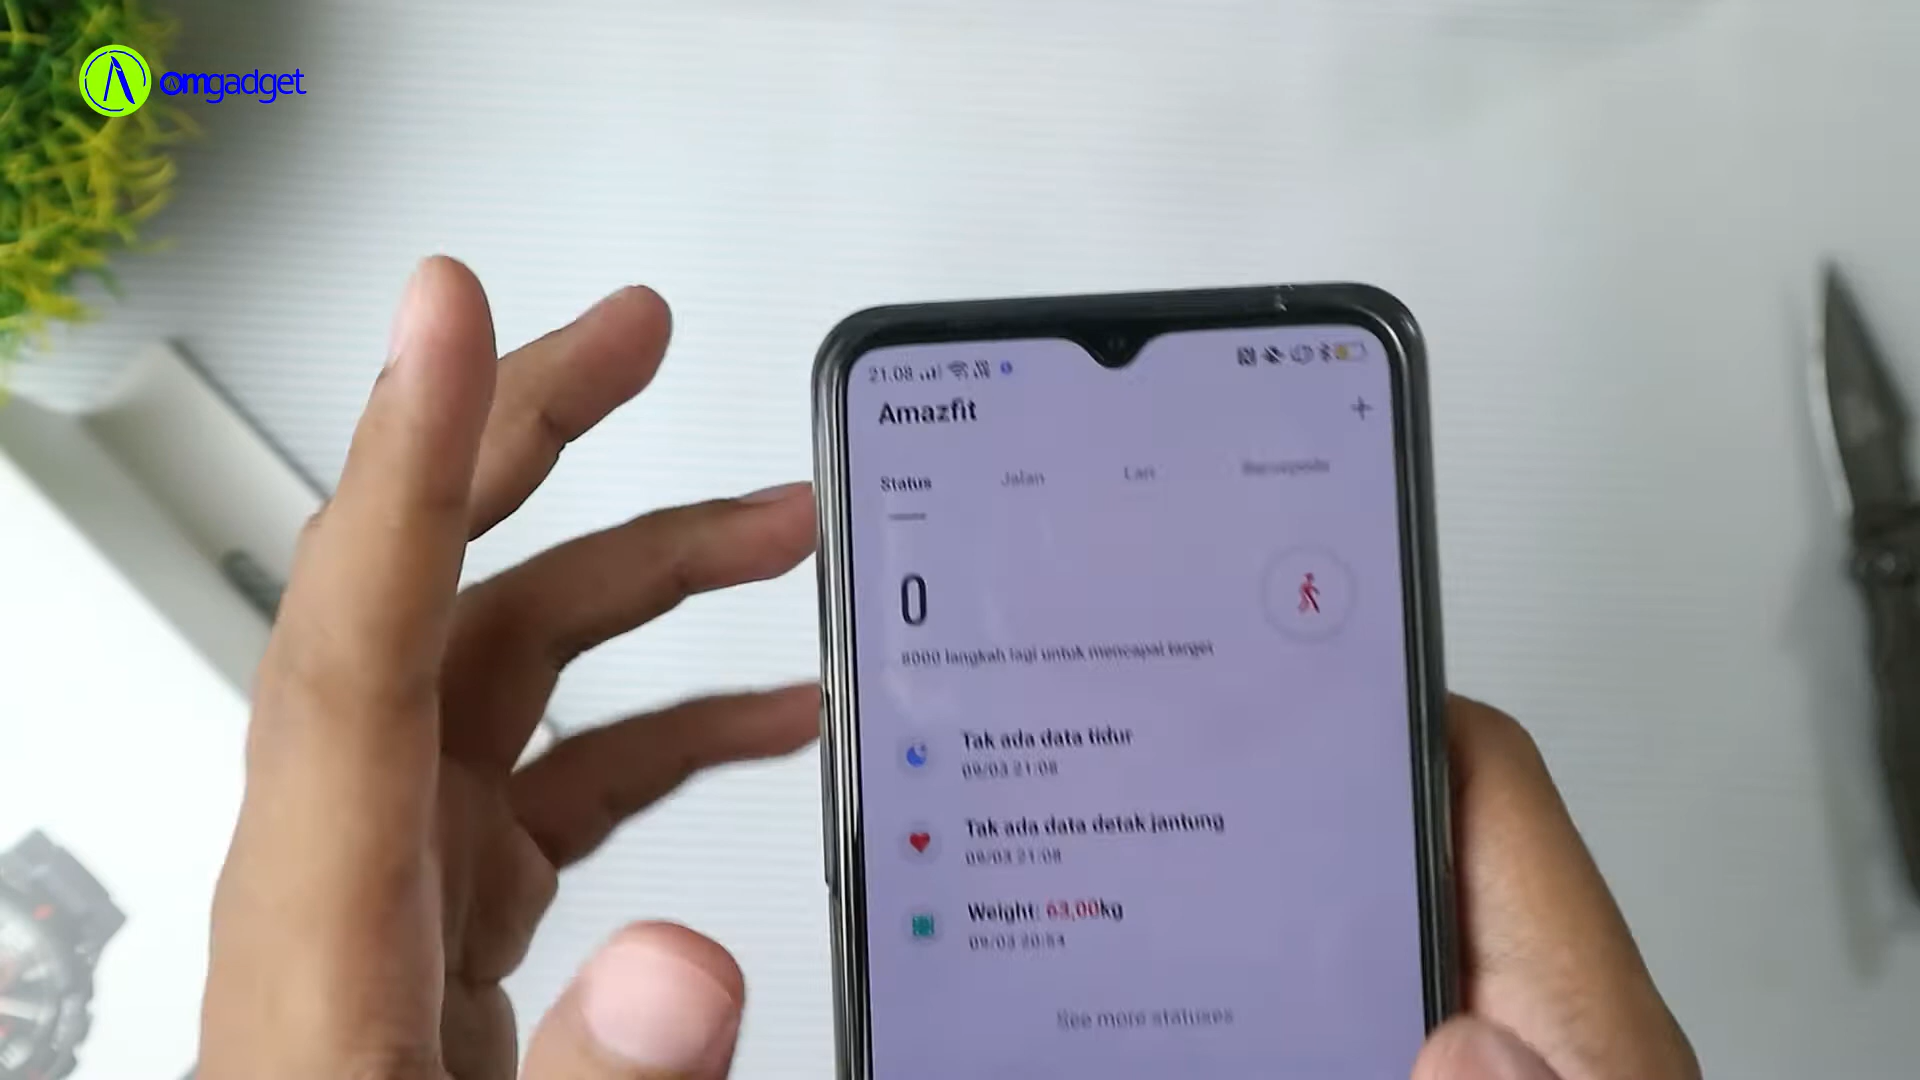 omgadget
21.08
Amazfit
Status Jalan Lari Bersepeda
0
8000 langkah lagi untuk mencapai target
Tak ada data tidur
09/03 21:08
Tak ada data detak jantung
09/03 21:08
Weight: 63,00kg
09/03 20:54
See more statuses